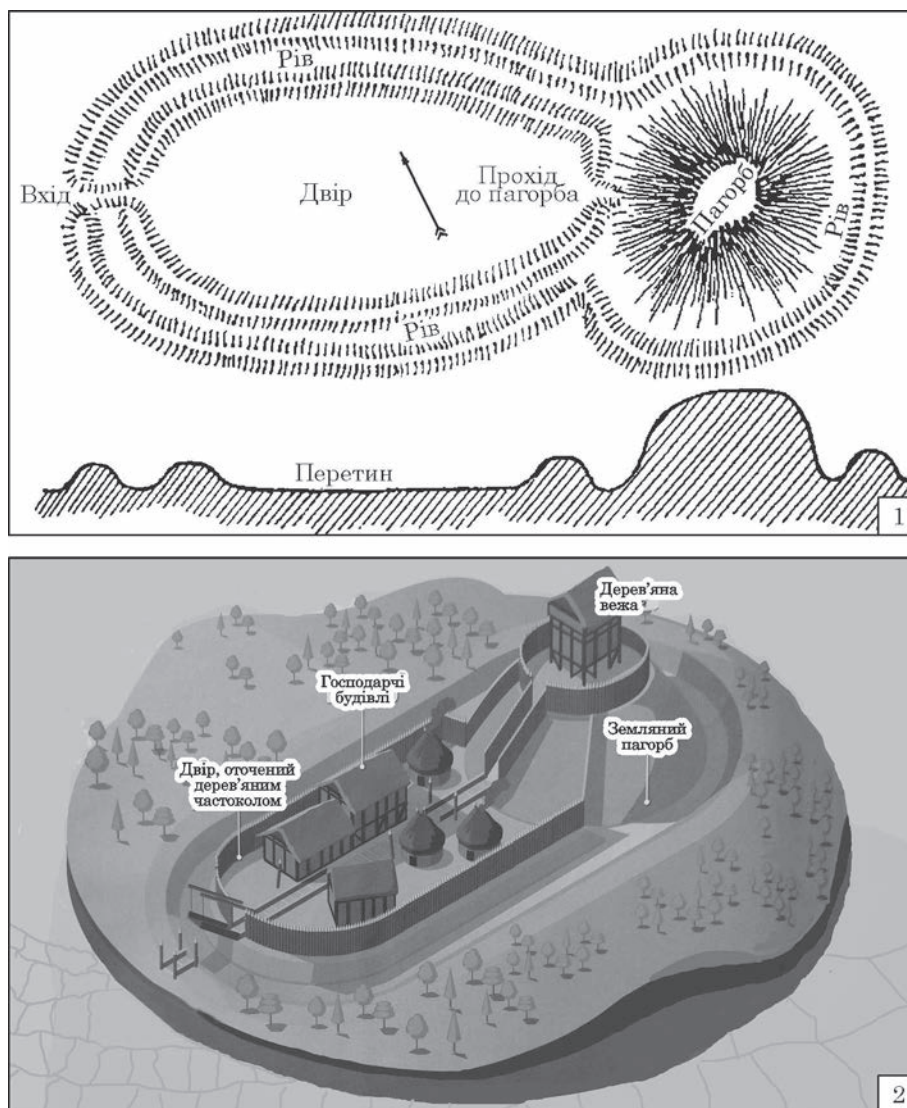 Рів
Вхід
Двір
Прохід
до пагорба
Пагорб
Рів
Рів
Перетин
1
Дерев'яна
вежа
Господарчі
будівлі
Земляний
пагорб
Двір, оточений
дерев'яним
частоколом
2